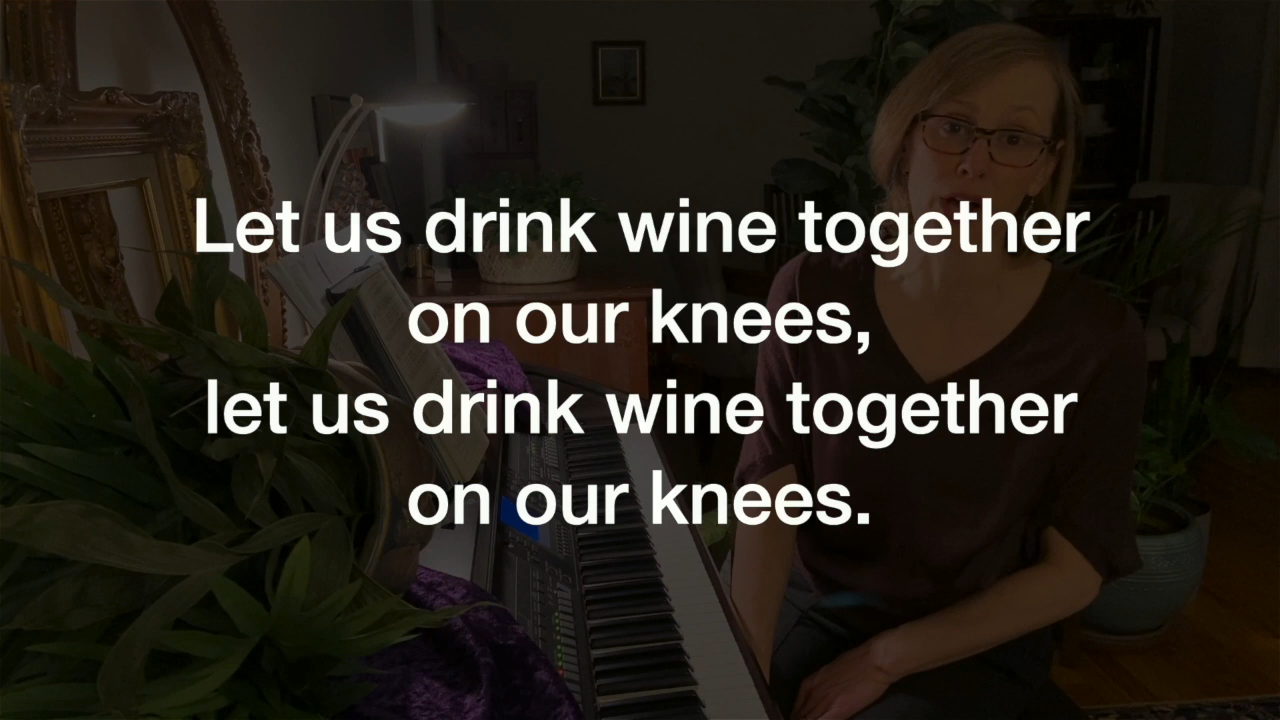 Let us drink wine together
on our knees,
let us drink wine together
on our knees.